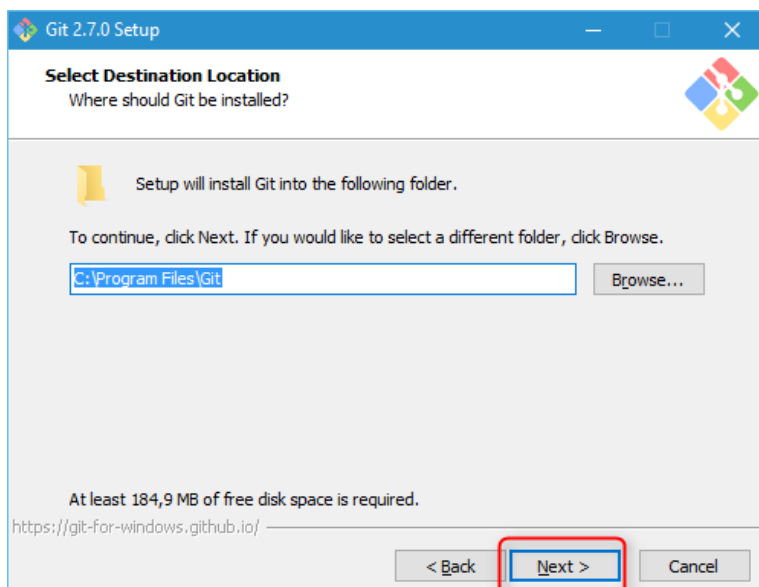 Git 2.7.0 Setup
Select Destination Location
Where should Git be installed?
Setup will install Git into the following folder.
To continue, click Next. If you would like to select a different folder, click Browse.
C:\Program Files\Git
Browse...
At least 184,9 MB of free disk space is required.
https://git-for-windows.github.io/
< Back
Next >
Cancel